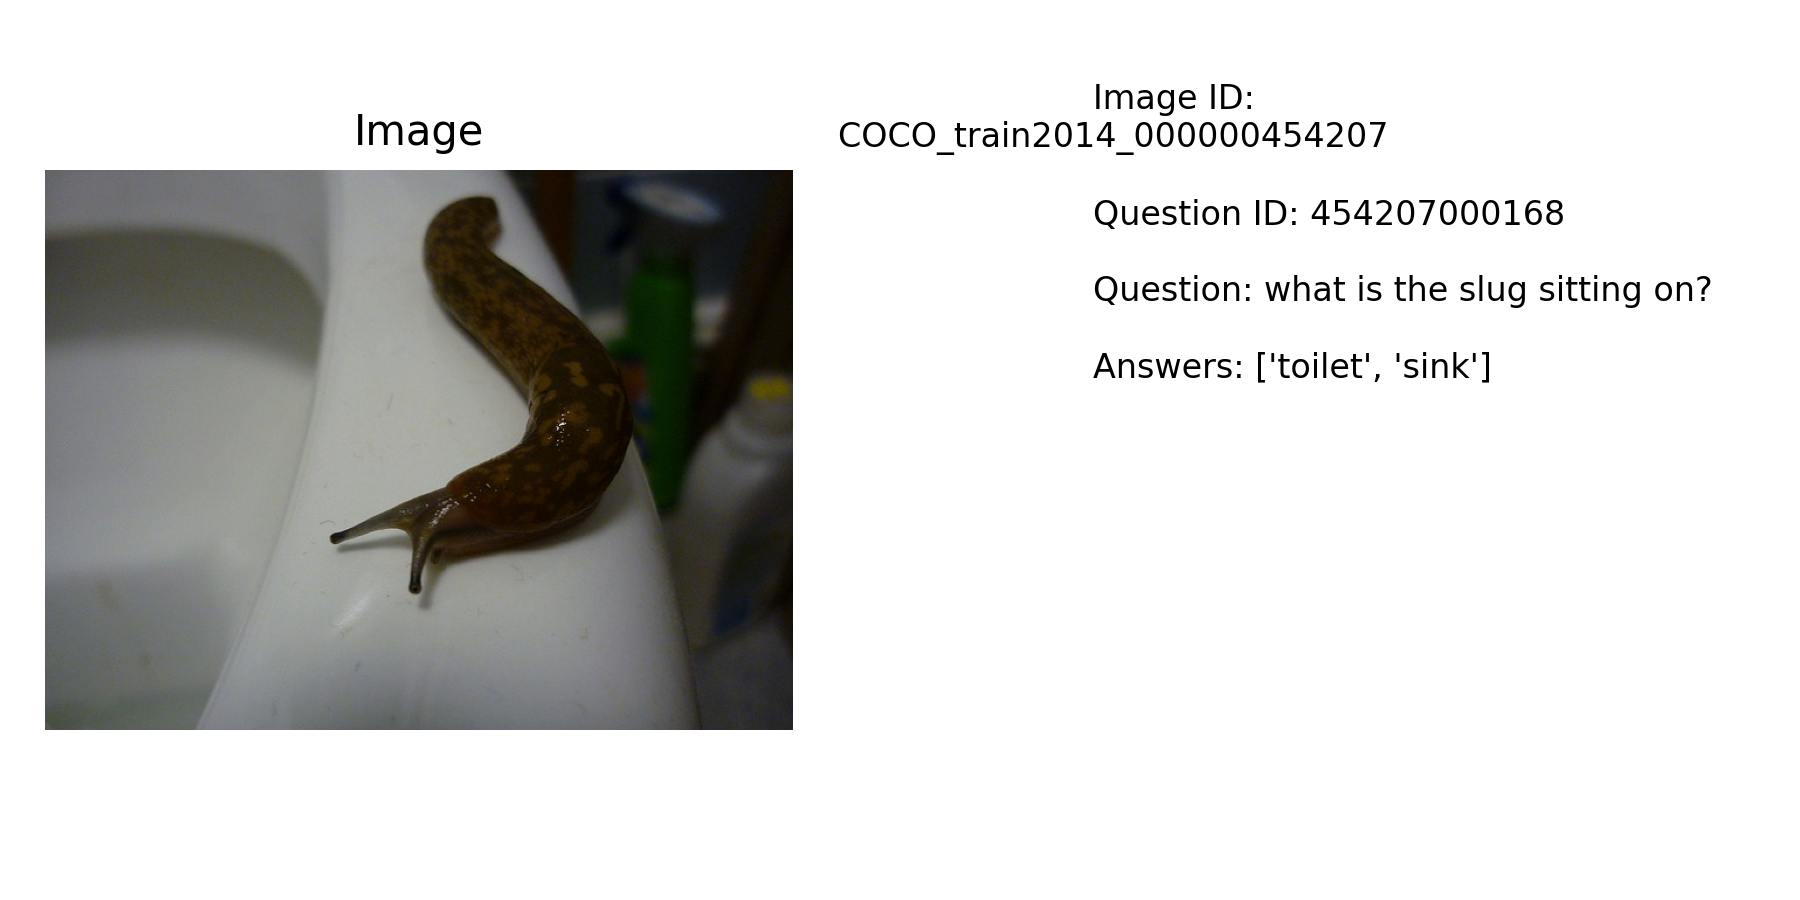 Image
Image ID:
COCO_train2014_000000454207
Question ID: 454207000168
Question: what is the slug sitting on?
Answers: ['toilet', 'sink']